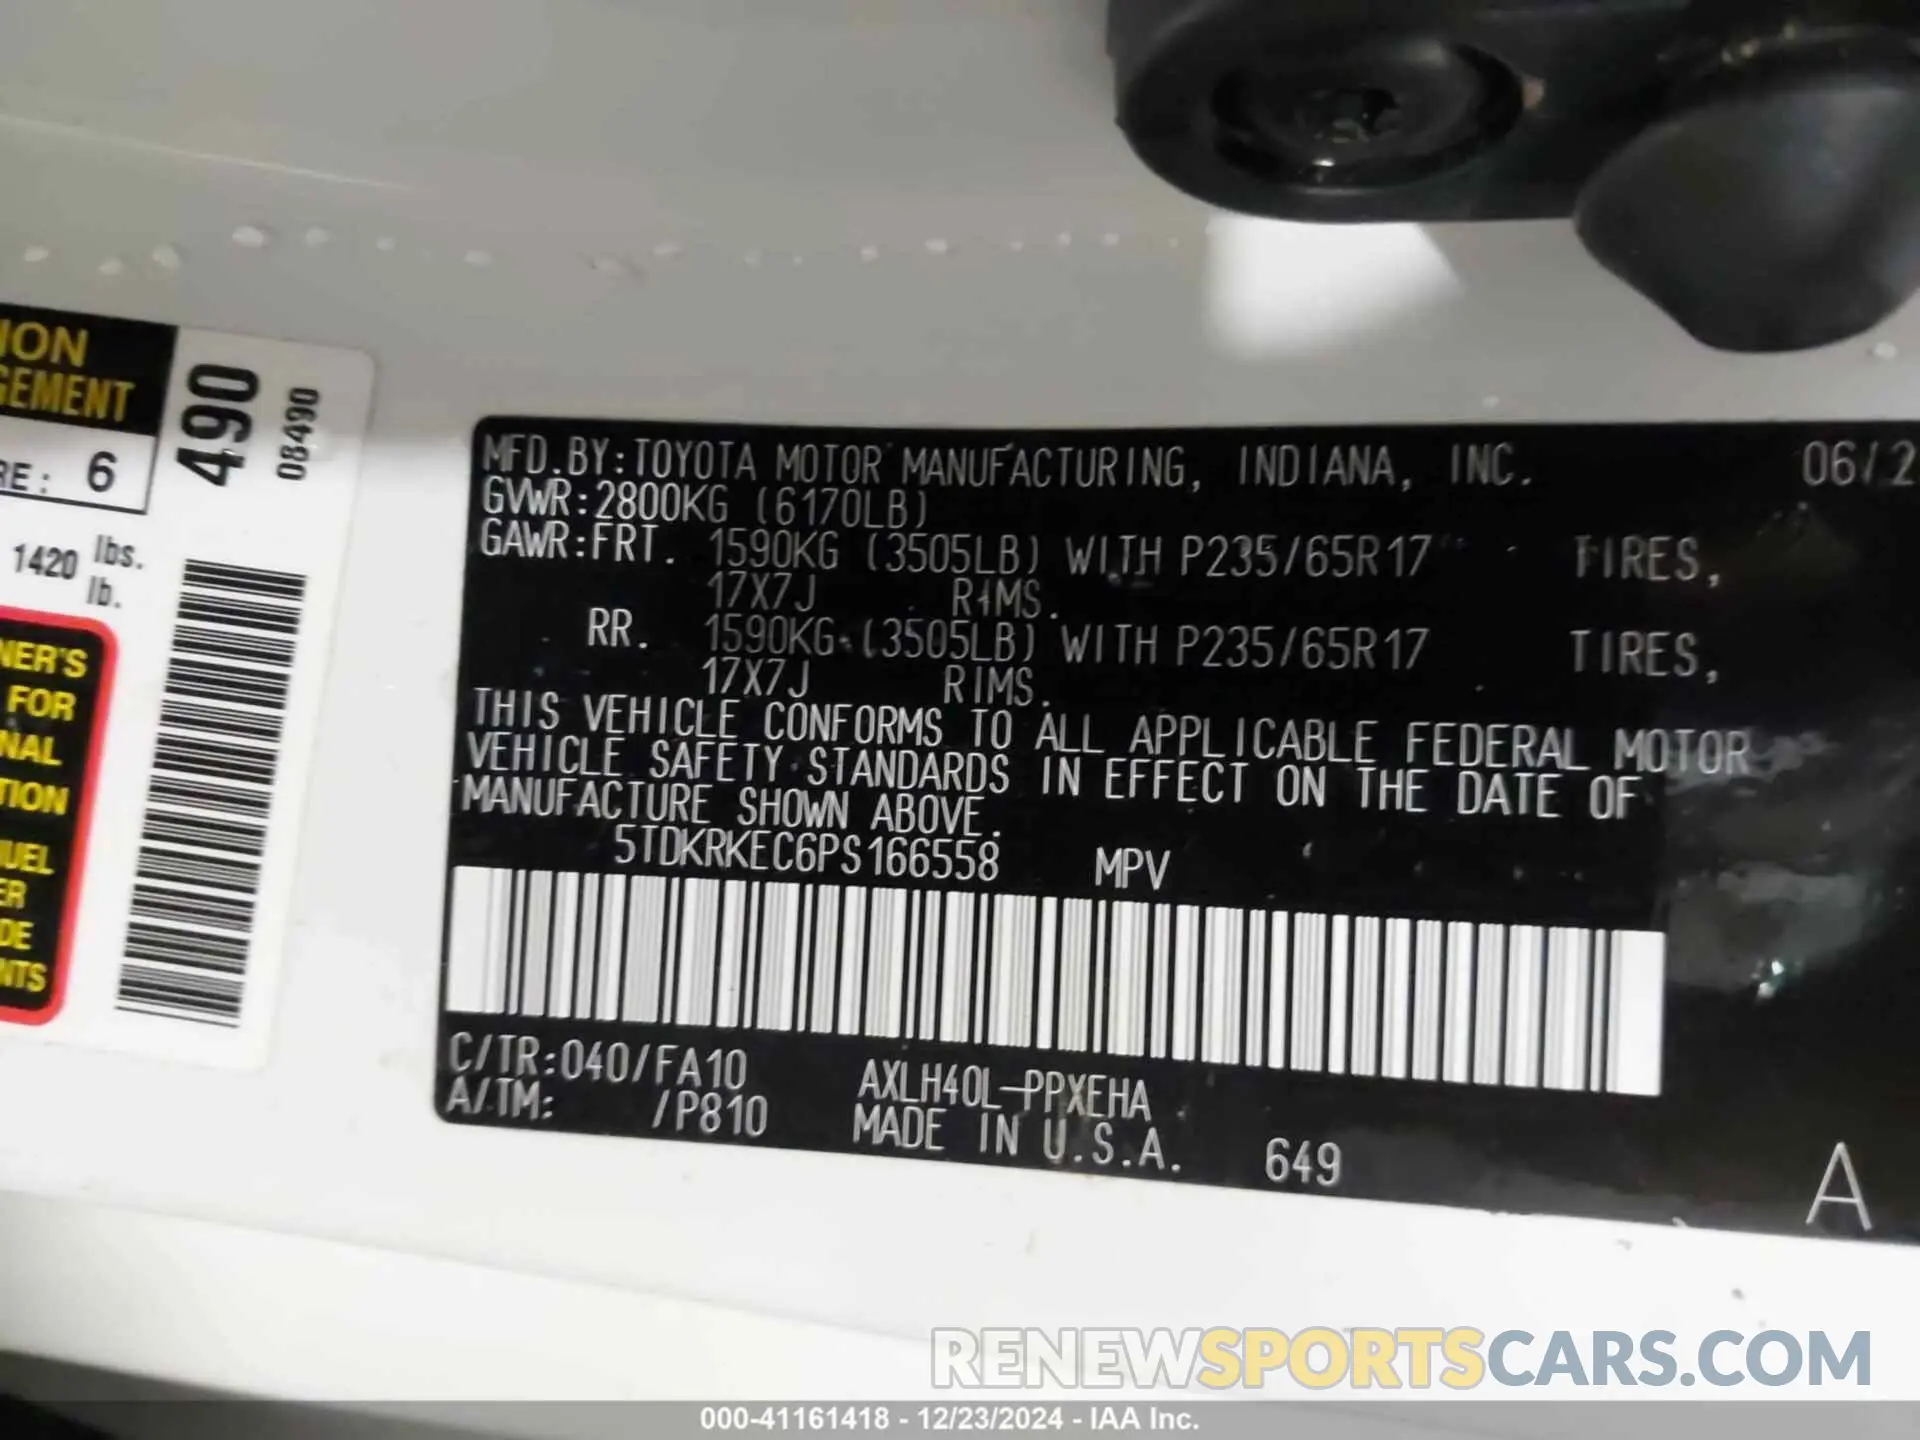 ION
GEMENT
RE: 6
490
08490
1420 lbs.
lb.
NER'S
FOR
NAL
TION
UEL
ER
DE
NTS
MFD.BY:TOYOTA MOTOR MANUFACTURING, INDIANA, INC. 06/2
GVWR:2800KG (6170LB)
GAWR:FRT. 1590KG (3505LB) WITH P235/65R17 TIRES,
17X7J RIMS.
RR. 1590KG (3505LB) WITH P235/65R17 TIRES,
17X7J RIMS.
THIS VEHICLE CONFORMS TO ALL APPLICABLE FEDERAL MOTOR
VEHICLE SAFETY STANDARDS IN EFFECT ON THE DATE OF
MANUFACTURE SHOWN ABOVE.
5TDKRKEC6PS166558 MPV
C/TR:040/FA10 AXLH40L-PPXEHA
A/TM: /P810 MADE IN U.S.A. 649
A
RENEWSPORTSCARS.COM
000-41161418 - 12/23/2024 - IAA Inc.